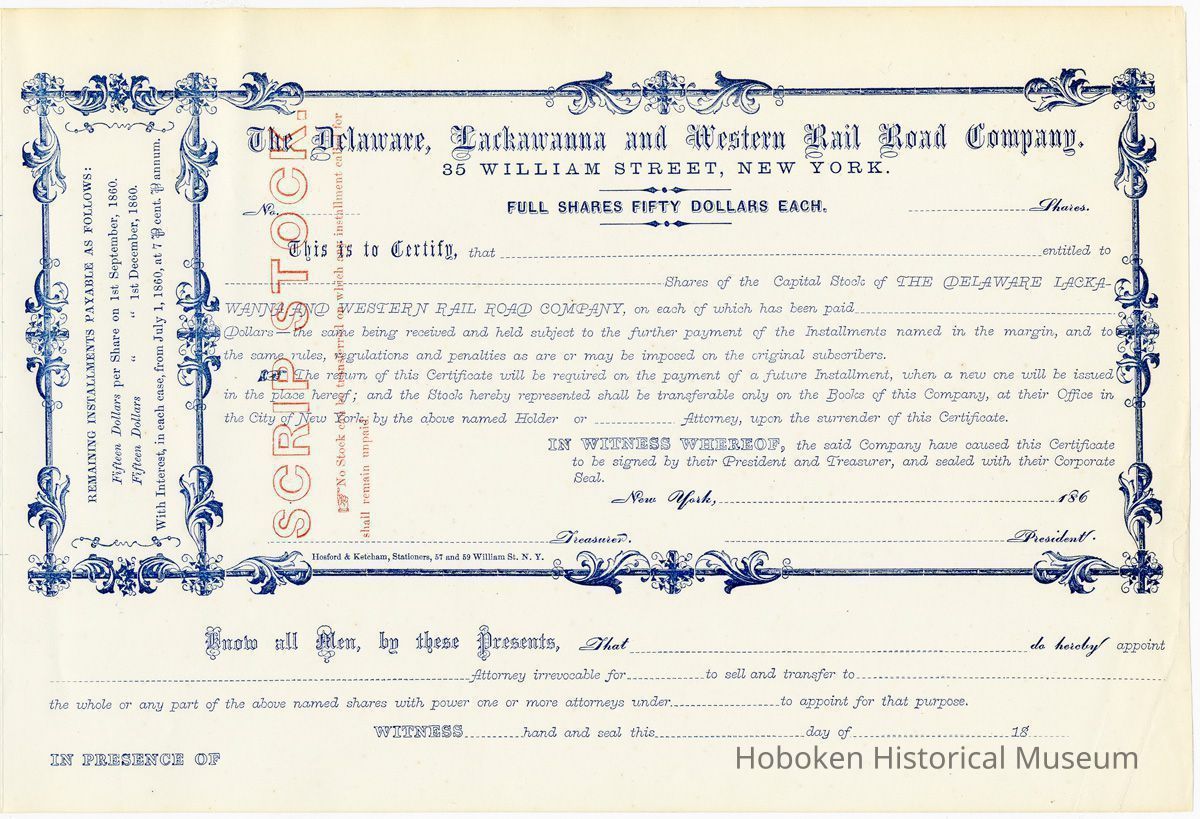 REMAINING INSTALLMENTS PAYABLE AS FOLLOWS:
Fifteen Dollars per Share on 1st September, 1860.
Fifteen Dollars “ “ 1st December, 1860.
With Interest, in each case, from July 1, 1860, at 7 ⅌ cent. ⅌ annum.
The Delaware, Lackawanna and Western Rail Road Company.
35 WILLIAM STREET, NEW YORK.
No.
FULL SHARES FIFTY DOLLARS EACH.
Shares.
This is to Certify, that entitled to
Shares of the Capital Stock of THE DELAWARE LACKA-
WANNA AND WESTERN RAIL ROAD COMPANY, on each of which has been paid
Dollars—the same being received and held subject to the further payment of the Installments named in the margin, and to
the same rules, regulations and penalties as are or may be imposed on the original subscribers.
☞ The return of this Certificate will be required on the payment of a future Installment, when a new one will be issued
in the place hereof; and the Stock hereby represented shall be transferable only on the Books of this Company, at their Office in
the City of New York, by the above named Holder or Attorney, upon the surrender of this Certificate.
IN WITNESS WHEREOF, the said Company have caused this Certificate
to be signed by their President and Treasurer, and sealed with their Corporate
Seal.
New York, 186
Treasurer. President.
Hosford & Ketcham, Stationers, 57 and 59 William St. N. Y.
SCRIP STOCK.
☞ No Stock can be transferred on which any installment called for
shall remain unpaid.
Know all Men, by these Presents, That do hereby appoint
Attorney irrevocable for to sell and transfer to
the whole or any part of the above named shares with power one or more attorneys under to appoint for that purpose.
WITNESS hand and seal this day of 18
IN PRESENCE OF
Hoboken Historical Museum